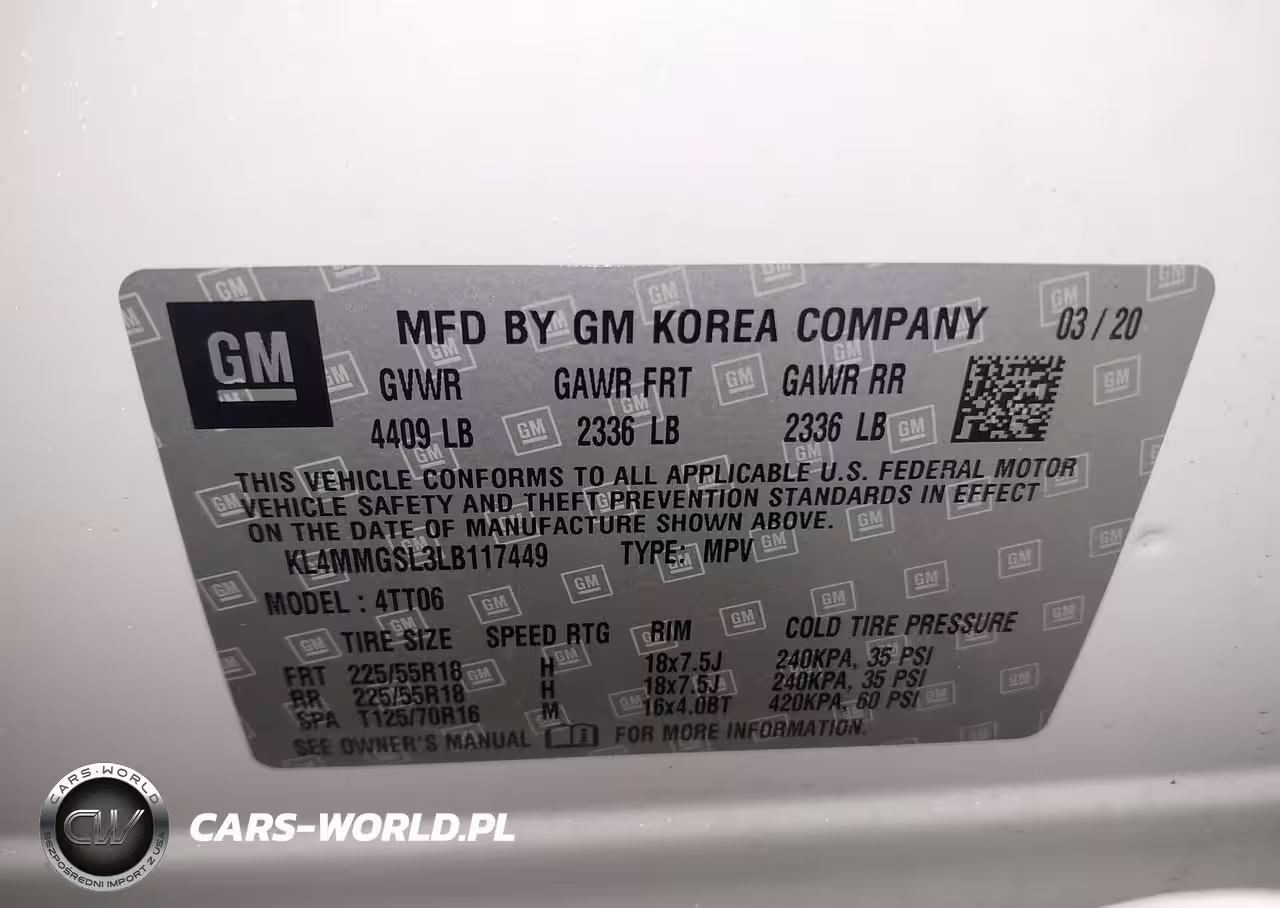 GM
MFD BY GM KOREA COMPANY 03/20
GVWR GAWR FRT GAWR RR
4409 LB 2336 LB 2336 LB
THIS VEHICLE CONFORMS TO ALL APPLICABLE U.S. FEDERAL MOTOR
VEHICLE SAFETY AND THEFT PREVENTION STANDARDS IN EFFECT
ON THE DATE OF MANUFACTURE SHOWN ABOVE.
KL4MMGSL3LB117449 TYPE: MPV
MODEL : 4TT06
TIRE SIZE SPEED RTG RIM COLD TIRE PRESSURE
FRT 225/55R18 H 18x7.5J 240KPA, 35 PSI
RR 225/55R18 H 18x7.5J 240KPA, 35 PSI
SPA T125/70R16 M 16x4.0BT 420KPA, 60 PSI
SEE OWNER'S MANUAL FOR MORE INFORMATION.
CARS-WORLD
CW
BEZPOŚREDNI IMPORT Z USA
CARS-WORLD.PL